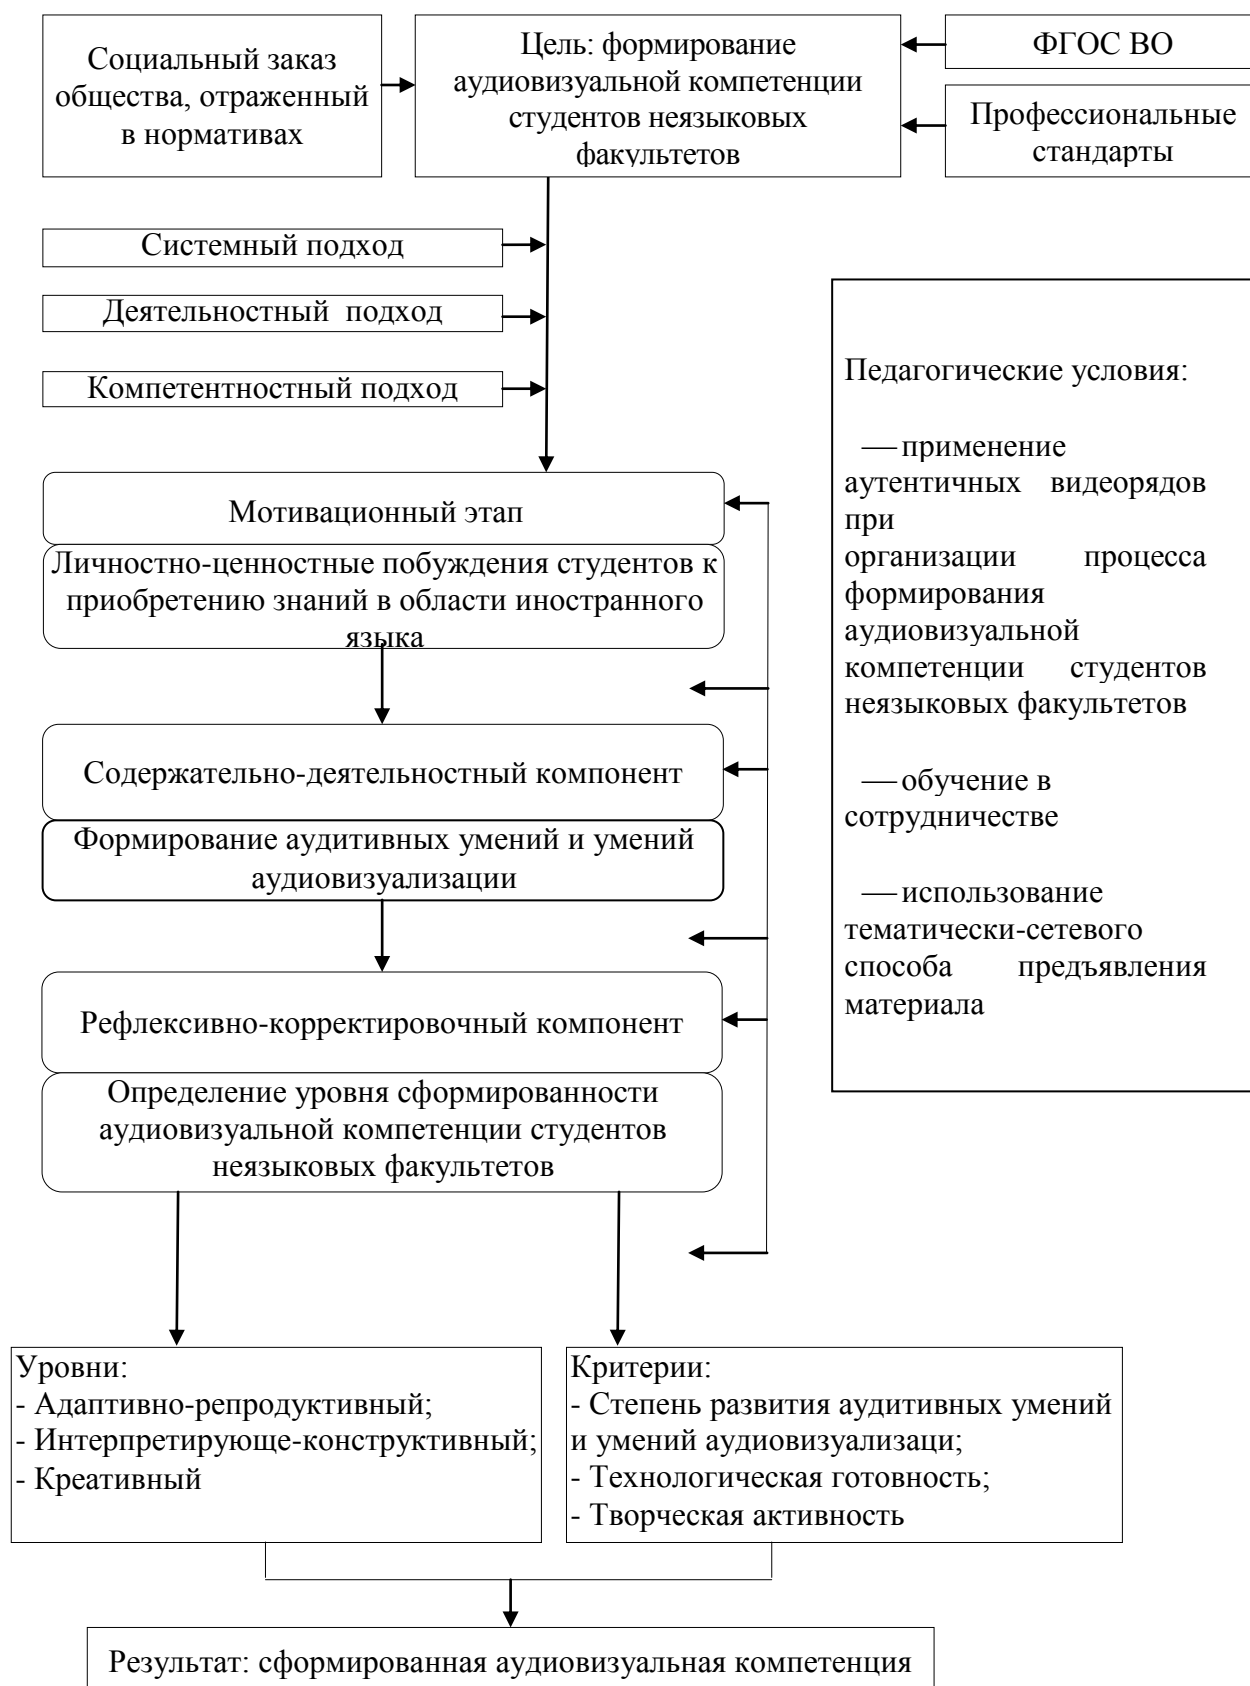 Социальный заказ
общества, отраженный
в нормативах
Цель: формирование
аудиовизуальной компетенции
студентов неязыковых
факультетов
ФГОС ВО
Профессиональные
стандарты
Системный подход
Деятельностный подход
Компетентностный подход
Мотивационный этап
Личностно-ценностные побуждения студентов к
приобретению знаний в области иностранного
языка
Содержательно-деятельностный компонент
Формирование аудитивных умений и умений
аудиовизуализации
Рефлексивно-корректировочный компонент
Определение уровня сформированности
аудиовизуальной компетенции студентов
неязыковых факультетов
Педагогические условия:
— применение
аутентичных видеорядов
при
организации процесса
формирования
аудиовизуальной
компетенции студентов
неязыковых факультетов
— обучение в
сотрудничестве
— использование
тематически-сетевого
способа предъявления
материала
Уровни:
- Адаптивно-репродуктивный;
- Интерпретирующе-конструктивный;
- Креативный
Критерии:
- Степень развития аудитивных умений
и умений аудиовизуализаци;
- Технологическая готовность;
- Творческая активность
Результат: сформированная аудиовизуальная компетенция